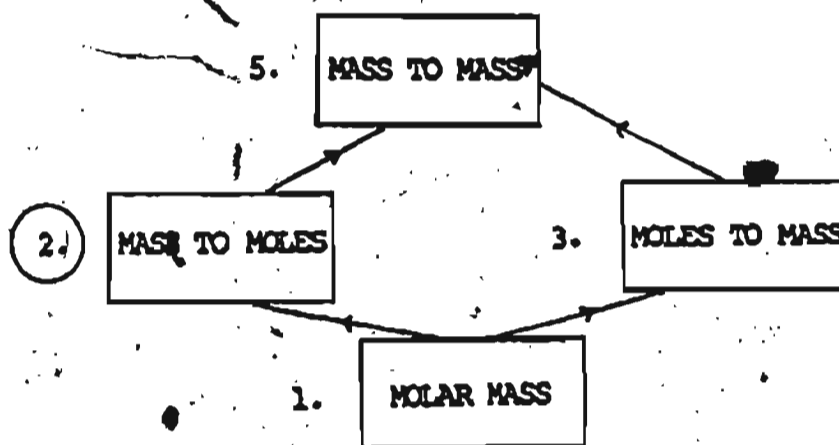 5. MASS TO MASS
2. MASS TO MOLES
3. MOLES TO MASS
1. MOLAR MASS